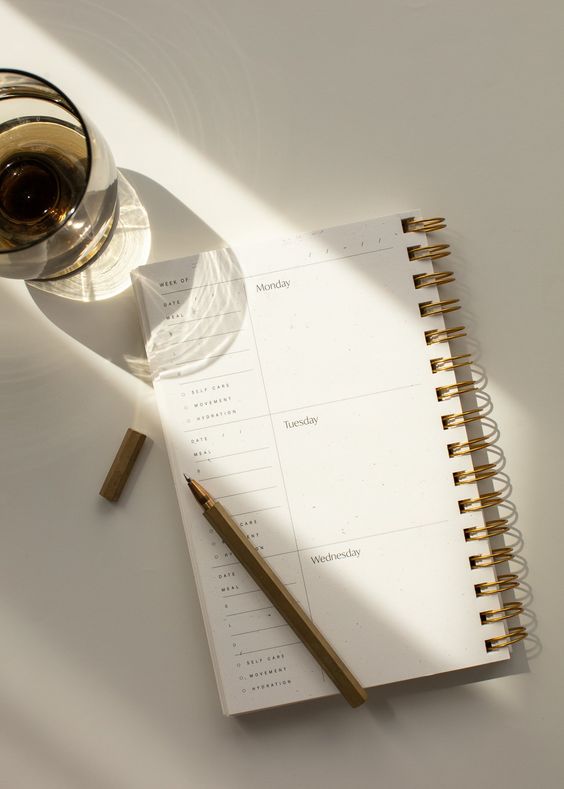 WEEK OF
Monday
DATE
MEAL
B
L
SELF CARE
MOVEMENT
HYDRATION
Tuesday
DATE / /
MEAL
B
CARE
Wednesday
DATE
MEAL
B
L
D
SELF CARE
MOVEMENT
HYDRATION